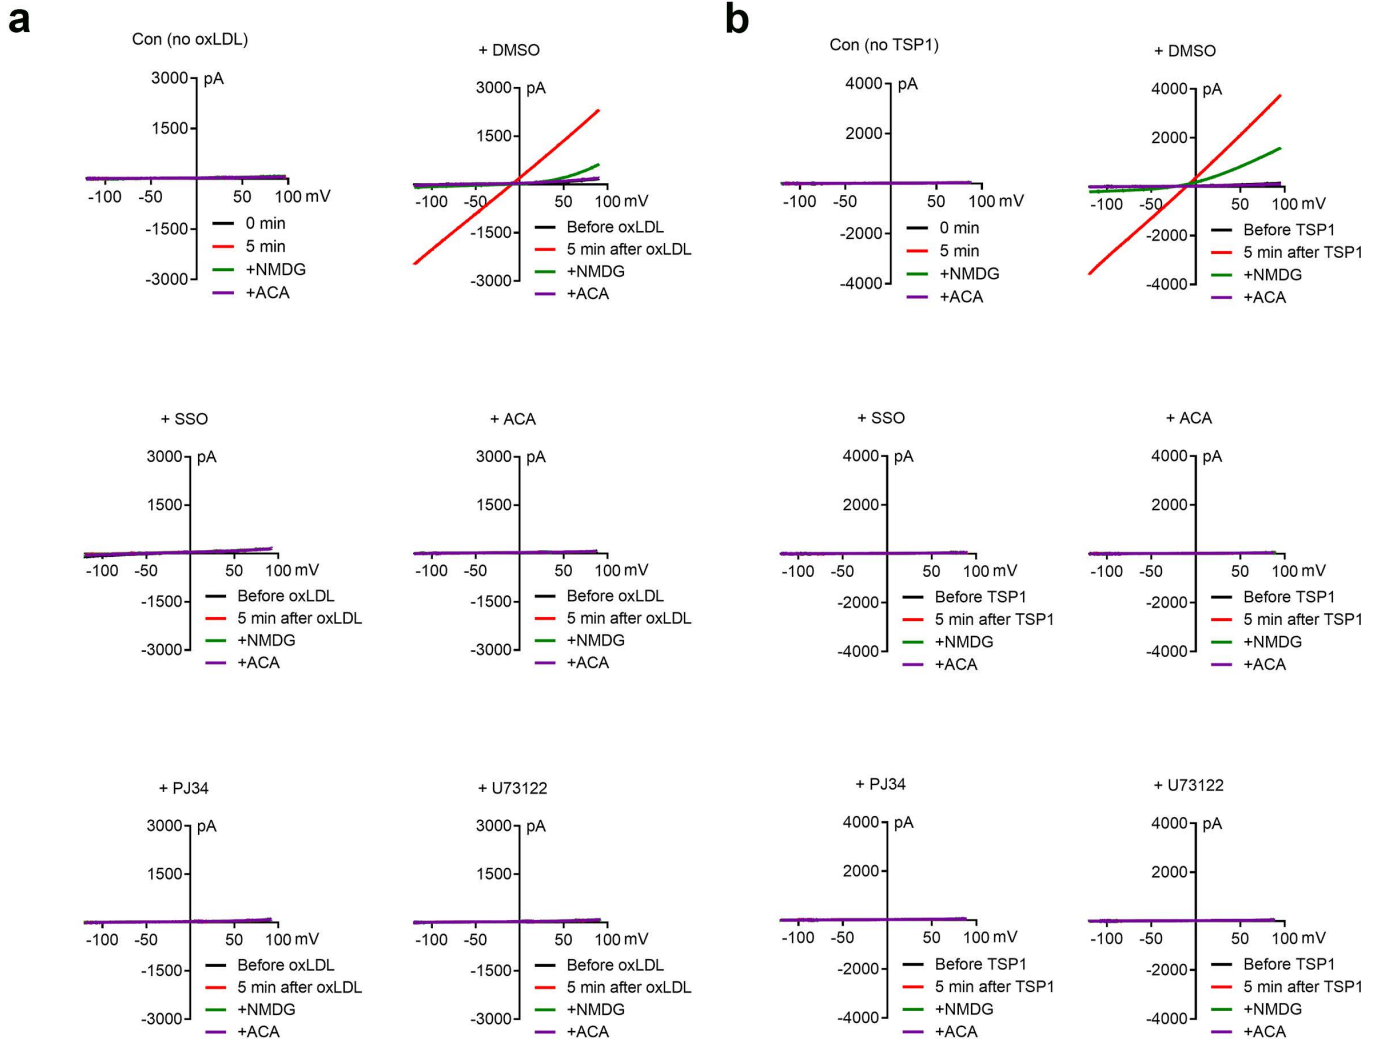 a
Con (no oxLDL)
3000
pA
1500
-100
-50
50
100 mV
-1500
-3000
0 min
5 min
+NMDG
+ACA
+ DMSO
3000
pA
1500
-100
-50
50
100 mV
-1500
-3000
Before oxLDL
5 min after oxLDL
+NMDG
+ACA
+ SSO
3000
pA
1500
-100
-50
50
100 mV
-1500
-3000
Before oxLDL
5 min after oxLDL
+NMDG
+ACA
+ ACA
3000
pA
1500
-100
-50
50
100 mV
-1500
-3000
Before oxLDL
5 min after oxLDL
+NMDG
+ACA
+ PJ34
3000
pA
1500
-100
-50
50
100 mV
-1500
-3000
Before oxLDL
5 min after oxLDL
+NMDG
+ACA
+ U73122
3000
pA
1500
-100
-50
50
100 mV
-1500
-3000
Before oxLDL
5 min after oxLDL
+NMDG
+ACA
b
Con (no TSP1)
4000
pA
2000
-100
-50
50
100 mV
-2000
-4000
0 min
5 min
+NMDG
+ACA
+ DMSO
4000
pA
2000
-100
-50
50
100 mV
-2000
-4000
Before TSP1
5 min after TSP1
+NMDG
+ACA
+ SSO
4000
pA
2000
-100
-50
50
100 mV
-2000
-4000
Before TSP1
5 min after TSP1
+NMDG
+ACA
+ ACA
4000
pA
2000
-100
-50
50
100 mV
-2000
-4000
Before TSP1
5 min after TSP1
+NMDG
+ACA
+ PJ34
4000
pA
2000
-100
-50
50
100 mV
-2000
-4000
Before TSP1
5 min after TSP1
+NMDG
+ACA
+ U73122
4000
pA
2000
-100
-50
50
100 mV
-2000
-4000
Before TSP1
5 min after TSP1
+NMDG
+ACA